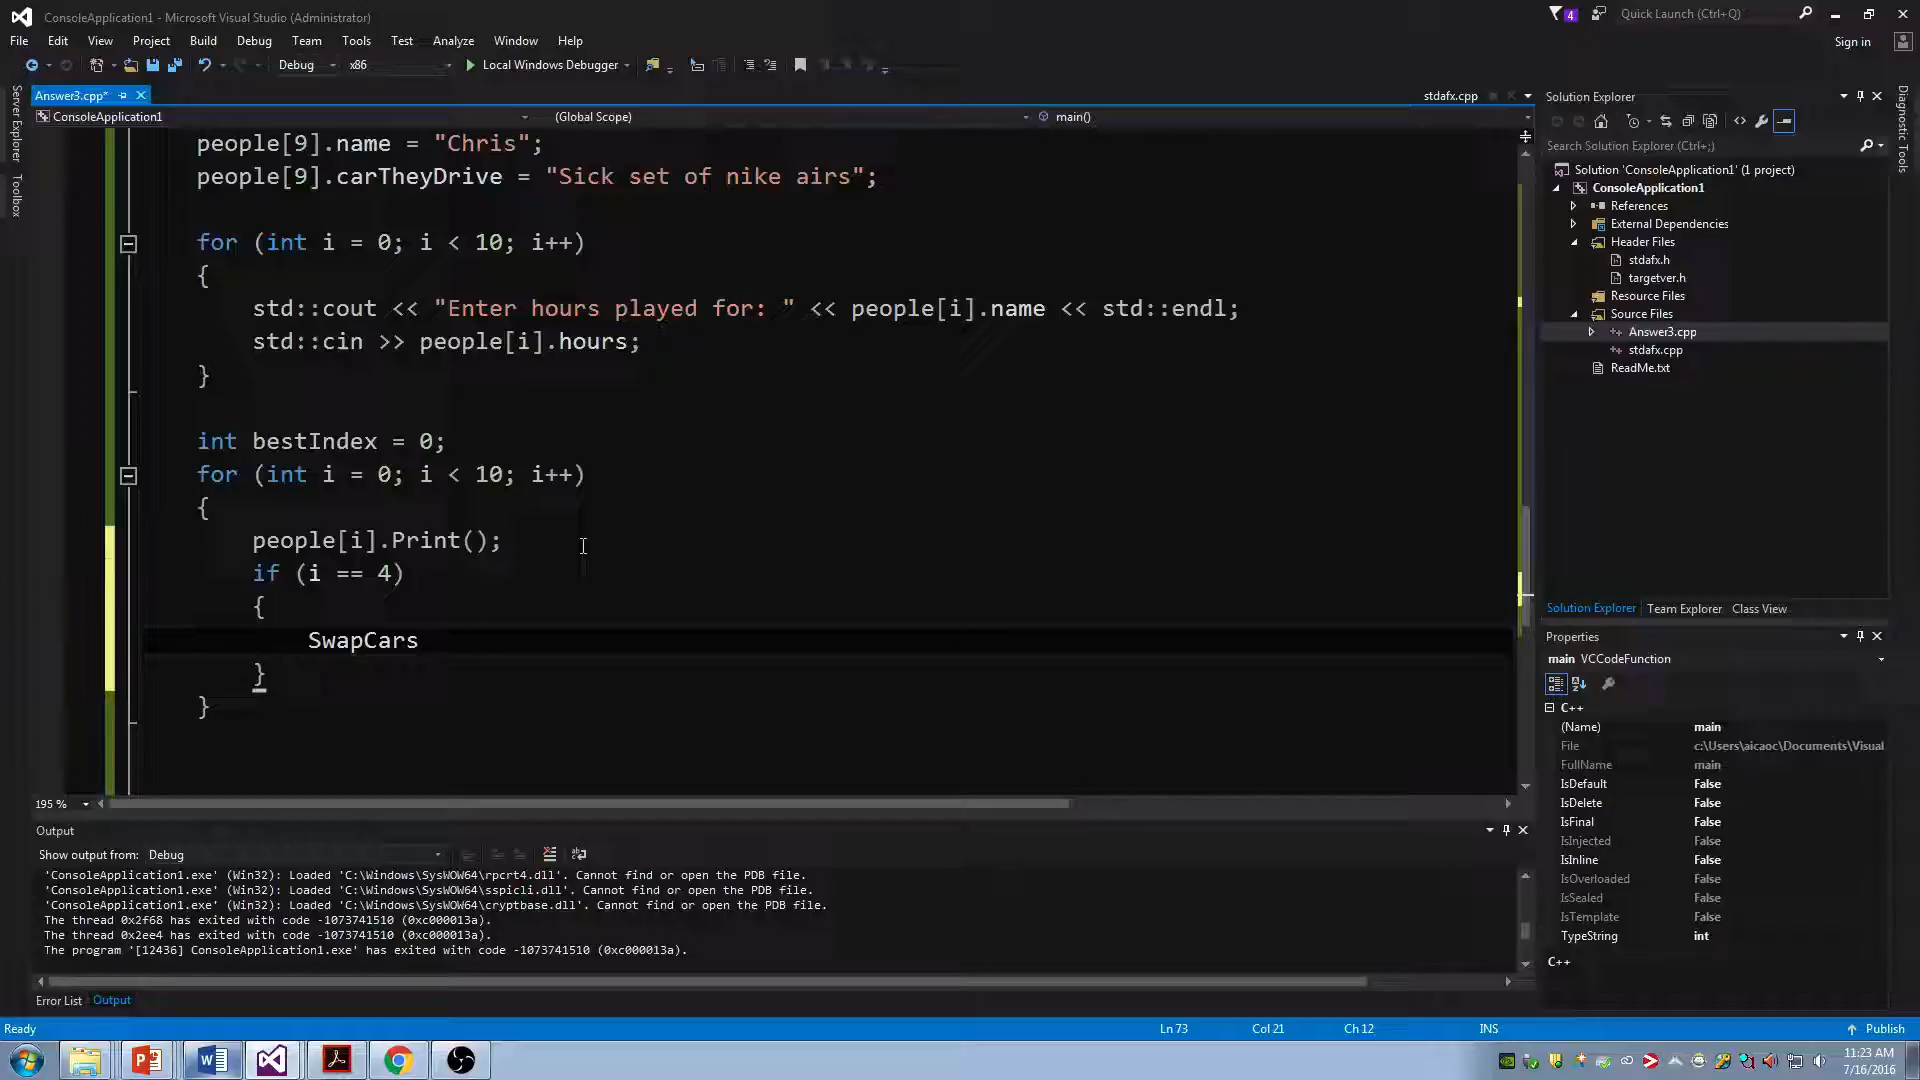 ConsoleApplication1 - Microsoft Visual Studio (Administrator)
4
Quick Launch (Ctrl+Q)
File Edit View Project Build Debug Team Tools Test Analyze Window Help
Sign in
Debug x86 Local Windows Debugger
Server Explorer
Toolbox
Answer3.cpp*
stdafx.cpp
ConsoleApplication1 (Global Scope) main()
people[9].name = "Chris";
people[9].carTheyDrive = "Sick set of nike airs";
for (int i = 0; i < 10; i++)
{
std::cout << "Enter hours played for: " << people[i].name << std::endl;
std::cin >> people[i].hours;
}
int bestIndex = 0;
for (int i = 0; i < 10; i++)
{
people[i].Print();
if (i == 4)
{
SwapCars
}
}
195 %
Output
Show output from: Debug
'ConsoleApplication1.exe' (Win32): Loaded 'C:\Windows\SysWOW64\rpcrt4.dll'. Cannot find or open the PDB file.
'ConsoleApplication1.exe' (Win32): Loaded 'C:\Windows\SysWOW64\sspicli.dll'. Cannot find or open the PDB file.
'ConsoleApplication1.exe' (Win32): Loaded 'C:\Windows\SysWOW64\cryptbase.dll'. Cannot find or open the PDB file.
The thread 0x2f68 has exited with code -1073741510 (0xc000013a).
The thread 0x2ee4 has exited with code -1073741510 (0xc000013a).
The program '[12436] ConsoleApplication1.exe' has exited with code -1073741510 (0xc000013a).
Error List Output
Solution Explorer
Search Solution Explorer (Ctrl+;)
Solution 'ConsoleApplication1' (1 project)
ConsoleApplication1
References
External Dependencies
Header Files
stdafx.h
targetver.h
Resource Files
Source Files
Answer3.cpp
stdafx.cpp
ReadMe.txt
Solution Explorer Team Explorer Class View
Properties
main VCCodeFunction
C++
(Name) main
File c:\Users\aicaoc\Documents\Visual
FullName main
IsDefault False
IsDelete False
IsFinal False
IsInjected False
IsInline False
IsOverloaded False
IsSealed False
IsTemplate False
TypeString int
C++
Diagnostic Tools
Ready Ln 73 Col 21 Ch 12 INS Publish
11:23 AM
7/16/2016